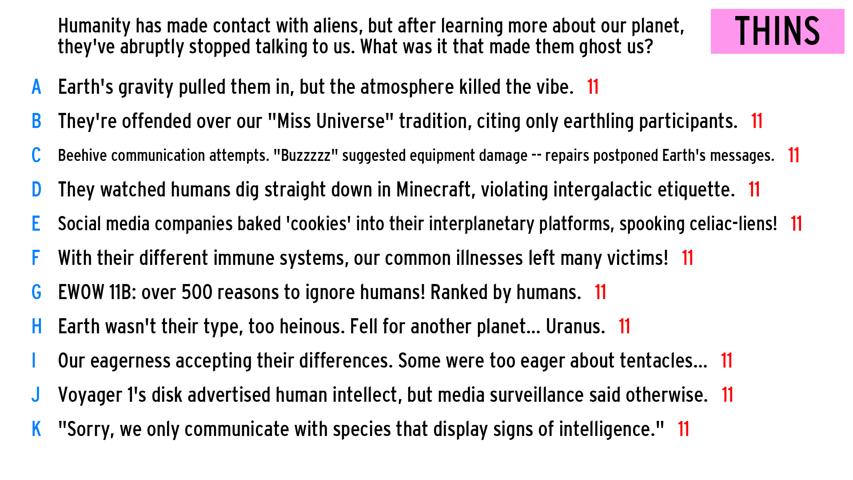 Humanity has made contact with aliens, but after learning more about our planet,
they've abruptly stopped talking to us. What was it that made them ghost us?
THINS
A Earth's gravity pulled them in, but the atmosphere killed the vibe. 11
B They're offended over our "Miss Universe" tradition, citing only earthling participants. 11
C Beehive communication attempts. "Buzzzzz" suggested equipment damage -- repairs postponed Earth's messages. 11
D They watched humans dig straight down in Minecraft, violating intergalactic etiquette. 11
E Social media companies baked 'cookies' into their interplanetary platforms, spooking celiac-liens! 11
F With their different immune systems, our common illnesses left many victims! 11
G EWOW 11B: over 500 reasons to ignore humans! Ranked by humans. 11
H Earth wasn't their type, too heinous. Fell for another planet... Uranus. 11
I Our eagerness accepting their differences. Some were too eager about tentacles... 11
J Voyager 1's disk advertised human intellect, but media surveillance said otherwise. 11
K "Sorry, we only communicate with species that display signs of intelligence." 11